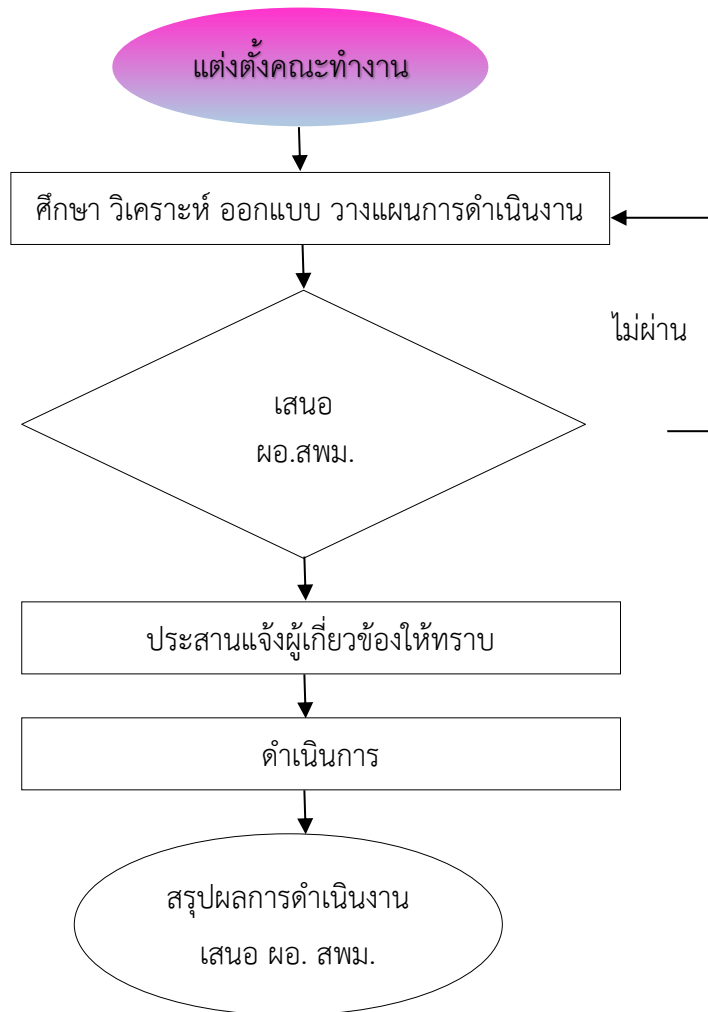 แต่งตั้งคณะทำงาน
ศึกษา วิเคราะห์ ออกแบบ วางแผนการดำเนินงาน
ไม่ผ่าน
เสนอ
ผอ.สพม.
ประสานแจ้งผู้เกี่ยวข้องให้ทราบ
ดำเนินการ
สรุปผลการดำเนินงาน
เสนอ ผอ. สพม.